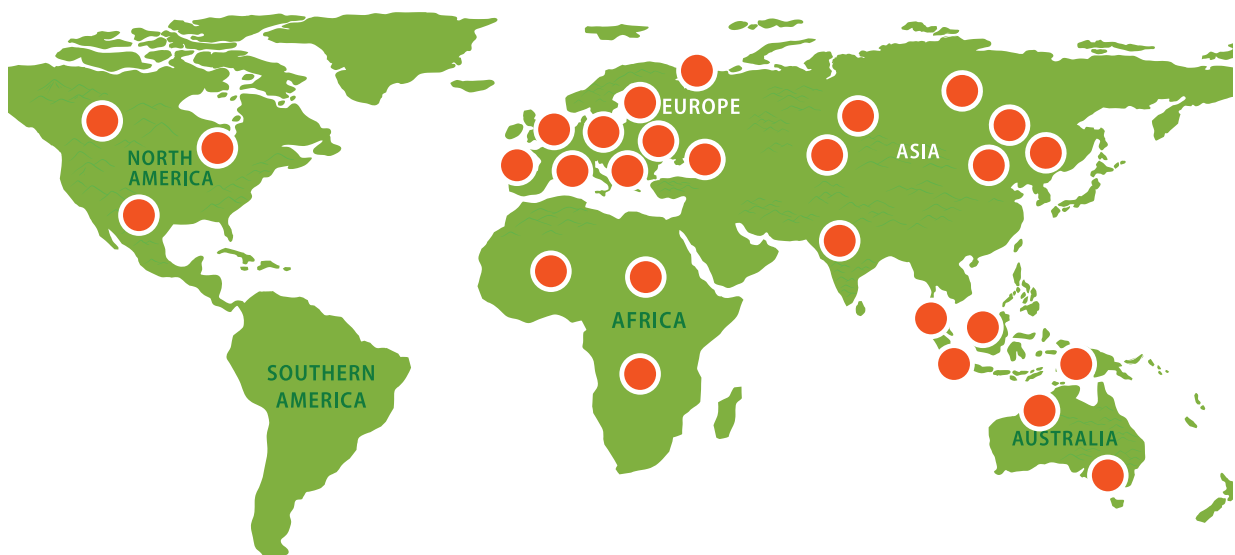 NORTH
AMERICA
EUROPE
ASIA
AFRICA
SOUTHERN
AMERICA
AUSTRALIA